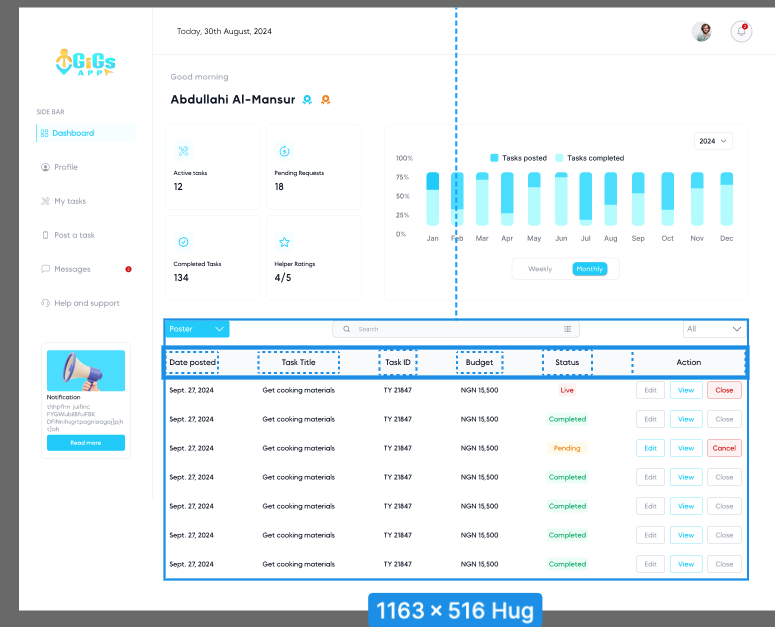 Today, 30th August, 2024
GiGs
APP
Good morning
Abdullahi Al-Mansur
SIDE BAR
Dashboard
Profile
My tasks
Post a task
Messages
Help and support
Notification
Read more
Active tasks
12
Pending Requests
18
Completed Tasks
134
Helper Ratings
4/5
2024
Tasks posted Tasks completed
100%
75%
50%
25%
0%
Jan Feb Mar Apr May Jun Jul Aug Sep Oct Nov Dec
Weekly Monthly
Poster Search All
Date posted Task Title Task ID Budget Status Action
Sept. 27, 2024 Get cooking materials TY 21847 NGN 15,500 Live Edit View Close
Sept. 27, 2024 Get cooking materials TY 21847 NGN 15,500 Completed Edit View Close
Sept. 27, 2024 Get cooking materials TY 21847 NGN 15,500 Pending Edit View Cancel
Sept. 27, 2024 Get cooking materials TY 21847 NGN 15,500 Completed Edit View Close
Sept. 27, 2024 Get cooking materials TY 21847 NGN 15,500 Completed Edit View Close
Sept. 27, 2024 Get cooking materials TY 21847 NGN 15,500 Completed Edit View Close
Sept. 27, 2024 Get cooking materials TY 21847 NGN 15,500 Completed Edit View Close
1163 × 516 Hug